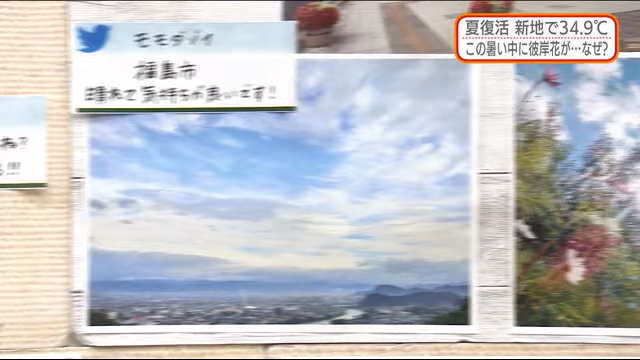 夏復活 新地で34.9℃
この暑い中に彼岸花が…なぜ?
モモダノイ
福島市
晴れて気持ちが良いです!